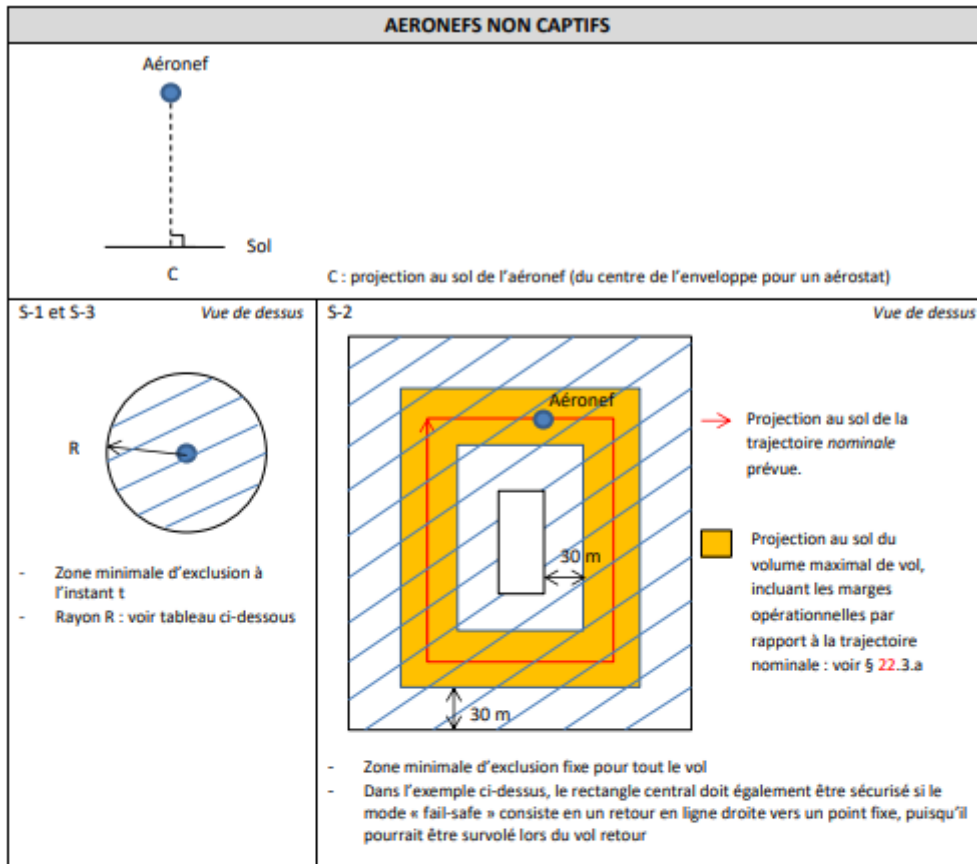 AERONEFS NON CAPTIFS
Aéronef
Sol
C
C : projection au sol de l'aéronef (du centre de l'enveloppe pour un aérostat)
S-1 et S-3
Vue de dessus
R
- Zone minimale d'exclusion à
l'instant t
- Rayon R : voir tableau ci-dessous
S-2
Vue de dessus
Aéronef
30 m
30 m
Projection au sol de la
trajectoire nominale
prévue.
Projection au sol du
volume maximal de vol,
incluant les marges
opérationnelles par
rapport à la trajectoire
nominale : voir § 22.3.a
- Zone minimale d'exclusion fixe pour tout le vol
- Dans l'exemple ci-dessus, le rectangle central doit également être sécurisé si le
mode « fail-safe » consiste en un retour en ligne droite vers un point fixe, puisqu'il
pourrait être survolé lors du vol retour